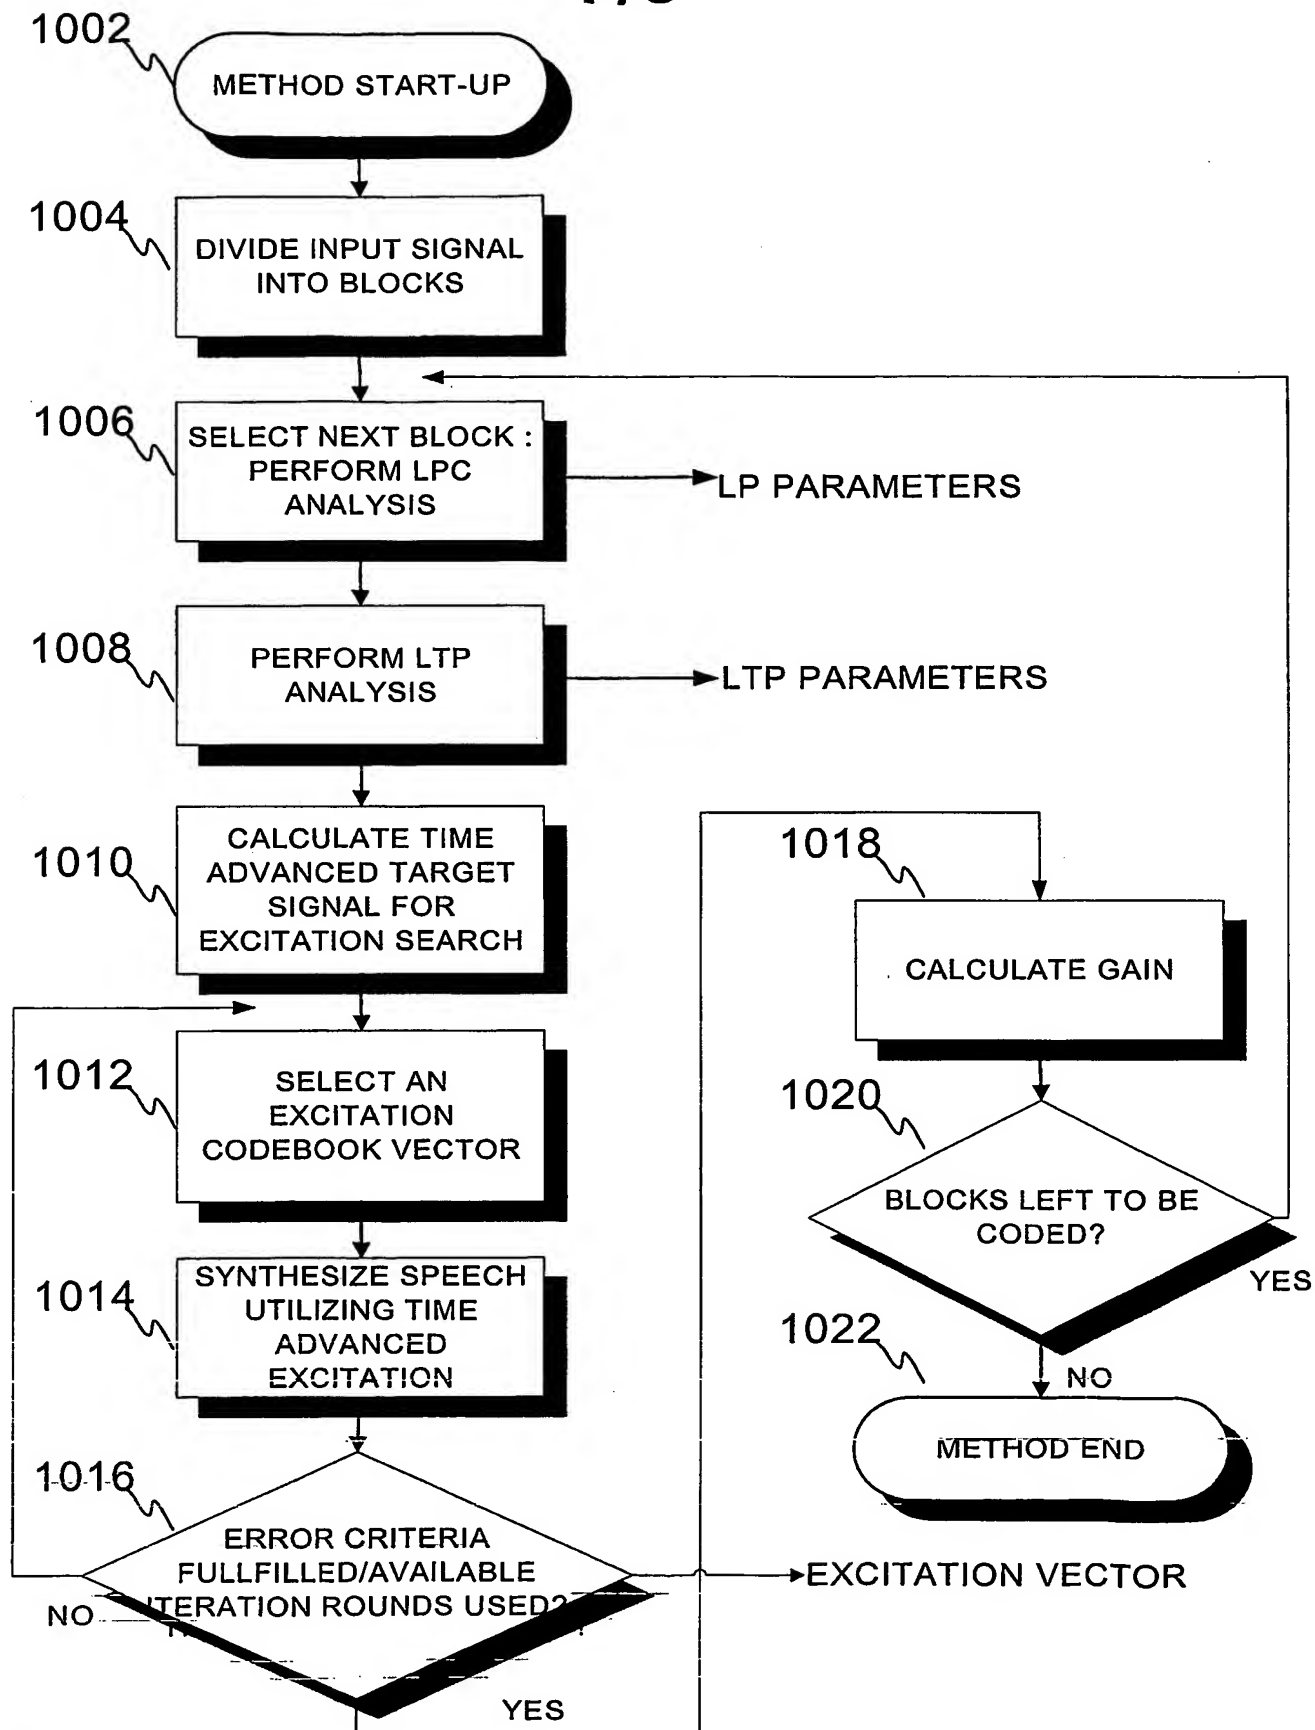 1002
METHOD START-UP
1004
DIVIDE INPUT SIGNAL
INTO BLOCKS
1006
SELECT NEXT BLOCK :
PERFORM LPC
ANALYSIS
LP PARAMETERS
1008
PERFORM LTP
ANALYSIS
LTP PARAMETERS
1010
CALCULATE TIME
ADVANCED TARGET
SIGNAL FOR
EXCITATION SEARCH
1012
SELECT AN
EXCITATION
CODEBOOK VECTOR
1014
SYNTHESIZE SPEECH
UTILIZING TIME
ADVANCED
EXCITATION
1016
ERROR CRITERIA
FULLFILLED/AVAILABLE
ITERATION ROUNDS USED?
NO
YES
EXCITATION VECTOR
1018
CALCULATE GAIN
1020
BLOCKS LEFT TO BE
CODED?
YES
NO
1022
METHOD END